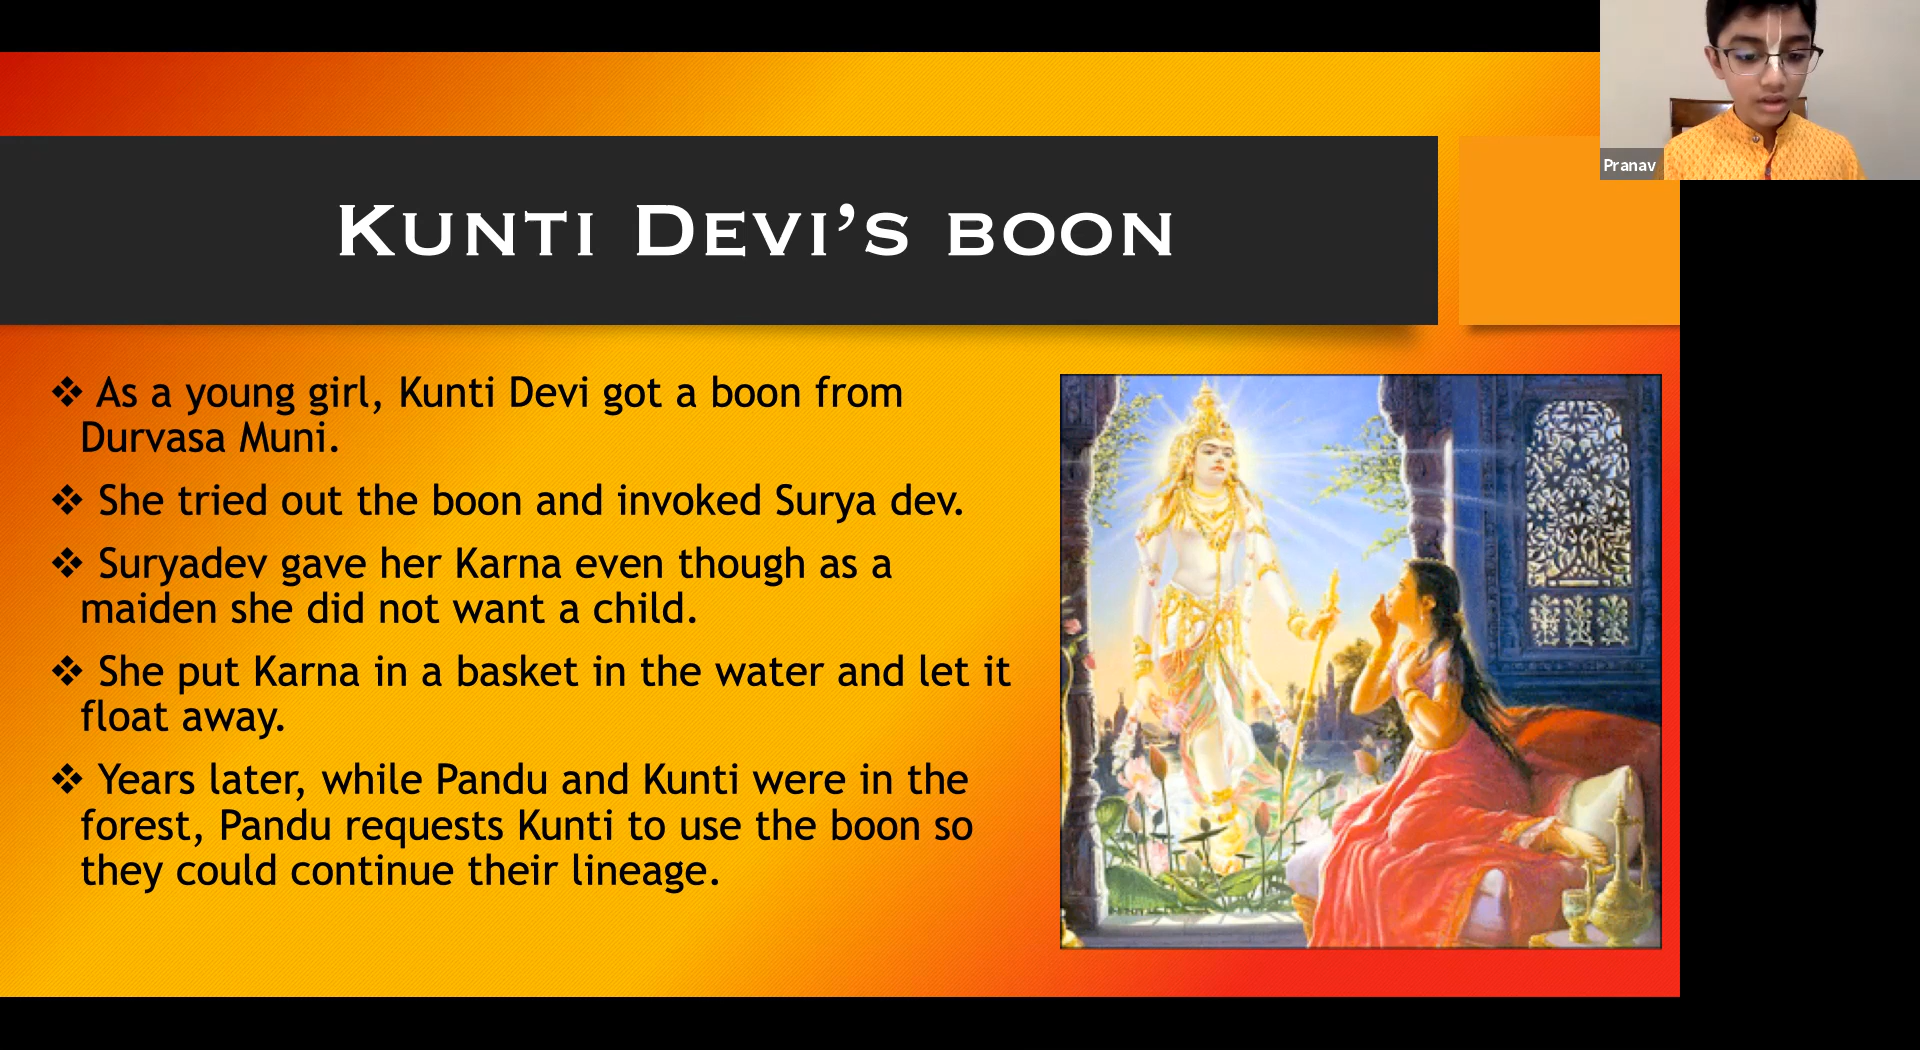 Pranav
KUNTI DEVI’S BOON
❖ As a young girl, Kunti Devi got a boon from
Durvasa Muni.
❖ She tried out the boon and invoked Surya dev.
❖ Suryadev gave her Karna even though as a
maiden she did not want a child.
❖ She put Karna in a basket in the water and let it
float away.
❖ Years later, while Pandu and Kunti were in the
forest, Pandu requests Kunti to use the boon so
they could continue their lineage.